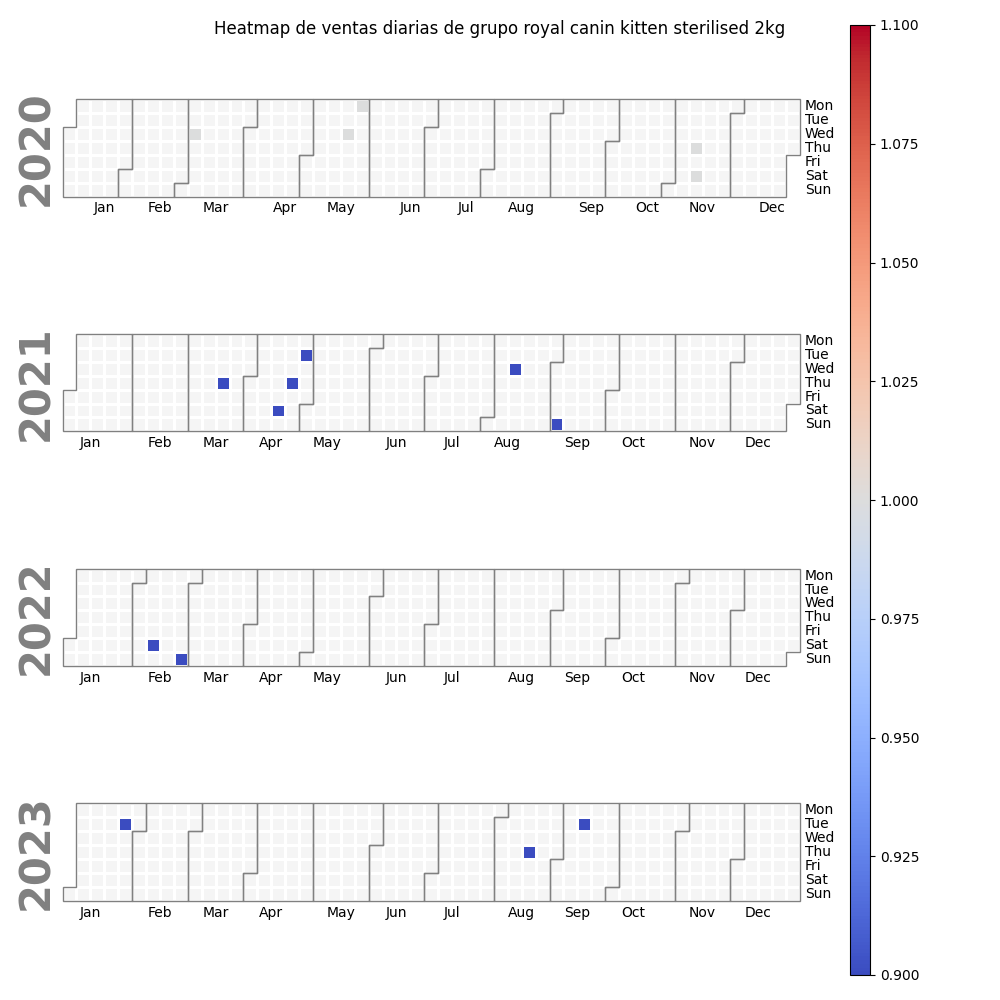 Heatmap de ventas diarias de grupo royal canin kitten sterilised 2kg
2020
Mon
Tue
Wed
Thu
Fri
Sat
Sun
Jan Feb Mar Apr May Jun Jul Aug Sep Oct Nov Dec
2021
Mon
Tue
Wed
Thu
Fri
Sat
Sun
Jan Feb Mar Apr May Jun Jul Aug Sep Oct Nov Dec
2022
Mon
Tue
Wed
Thu
Fri
Sat
Sun
Jan Feb Mar Apr May Jun Jul Aug Sep Oct Nov Dec
2023
Mon
Tue
Wed
Thu
Fri
Sat
Sun
Jan Feb Mar Apr May Jun Jul Aug Sep Oct Nov Dec
1.100
1.075
1.050
1.025
1.000
0.975
0.950
0.925
0.900